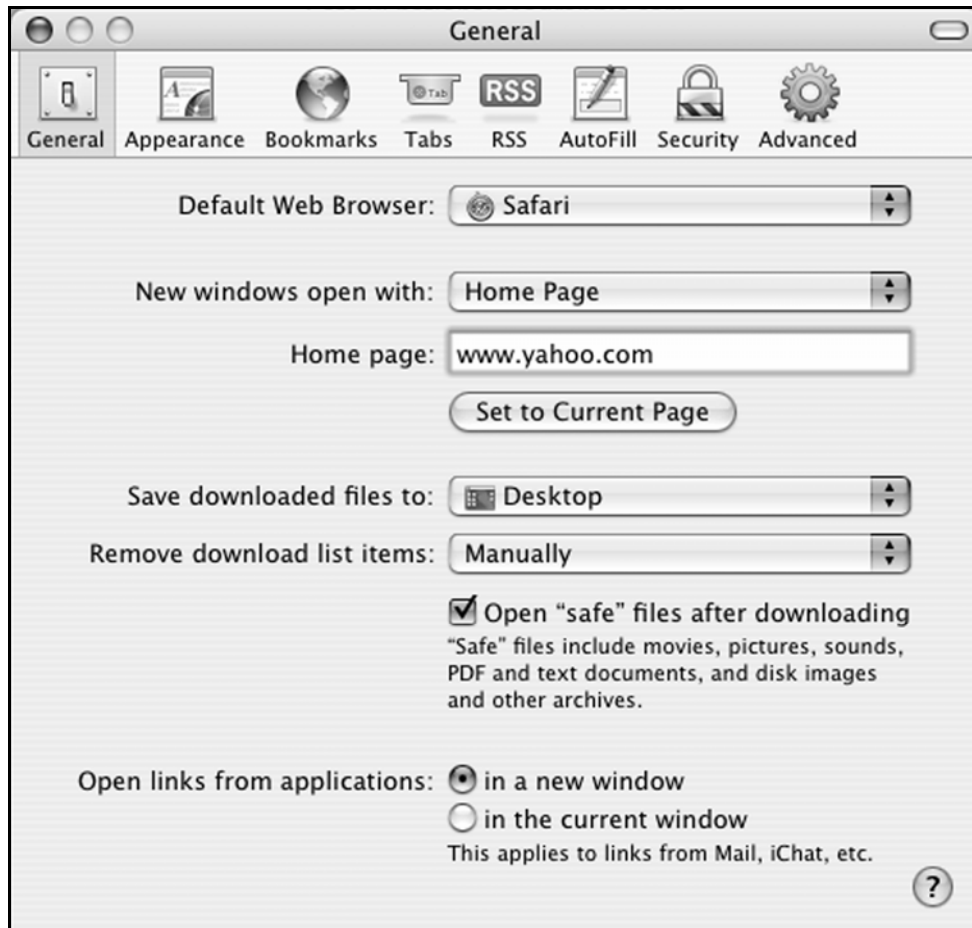 General
General Appearance Bookmarks Tabs RSS AutoFill Security Advanced
Default Web Browser: Safari
New windows open with: Home Page
Home page: www.yahoo.com
Set to Current Page
Save downloaded files to: Desktop
Remove download list items: Manually
Open “safe” files after downloading
“Safe” files include movies, pictures, sounds,
PDF and text documents, and disk images
and other archives.
Open links from applications: in a new window
in the current window
This applies to links from Mail, iChat, etc.
?